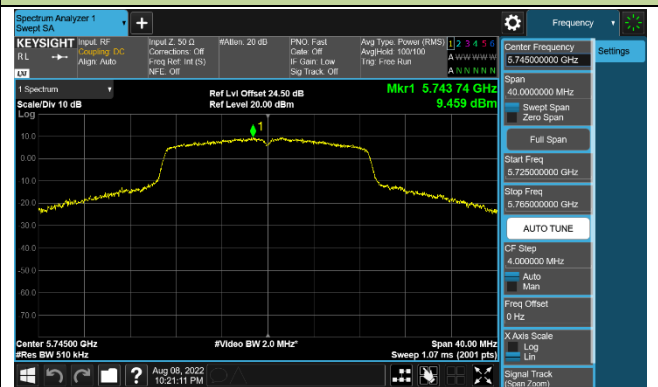 Spectrum Analyzer 1
Swept SA
Frequency
KEYSIGHT
RL
LXI
Input: RF
Coupling: DC
Align: Auto
Input Z: 50 Ω
Corrections: Off
Freq Ref: Int (S)
NFE: Off
#Atten: 20 dB
PNO: Fast
Gate: Off
IF Gain: Low
Sig Track: Off
Avg Type: Power (RMS)
Avg|Hold: 100/100
Trig: Free Run
1 2 3 4 5 6
A W W W W W
A N N N N N
1 Spectrum
Scale/Div 10 dB
Log
Ref Lvl Offset 24.50 dB
Ref Level 20.00 dBm
Mkr1 5.743 74 GHz
9.459 dBm
1
10.0
0.00
-10.0
-20.0
-30.0
-40.0
-50.0
-60.0
-70.0
Center 5.74500 GHz
#Res BW 510 kHz
#Video BW 2.0 MHz*
Span 40.00 MHz
Sweep 1.07 ms (2001 pts)
Aug 08, 2022
10:21:11 PM
Center Frequency
5.745000000 GHz
Settings
Span
40.0000000 MHz
Swept Span
Zero Span
Full Span
Start Freq
5.725000000 GHz
Stop Freq
5.765000000 GHz
AUTO TUNE
CF Step
4.000000 MHz
Auto
Man
Freq Offset
0 Hz
X Axis Scale
Log
Lin
Signal Track
(Span Zoom)